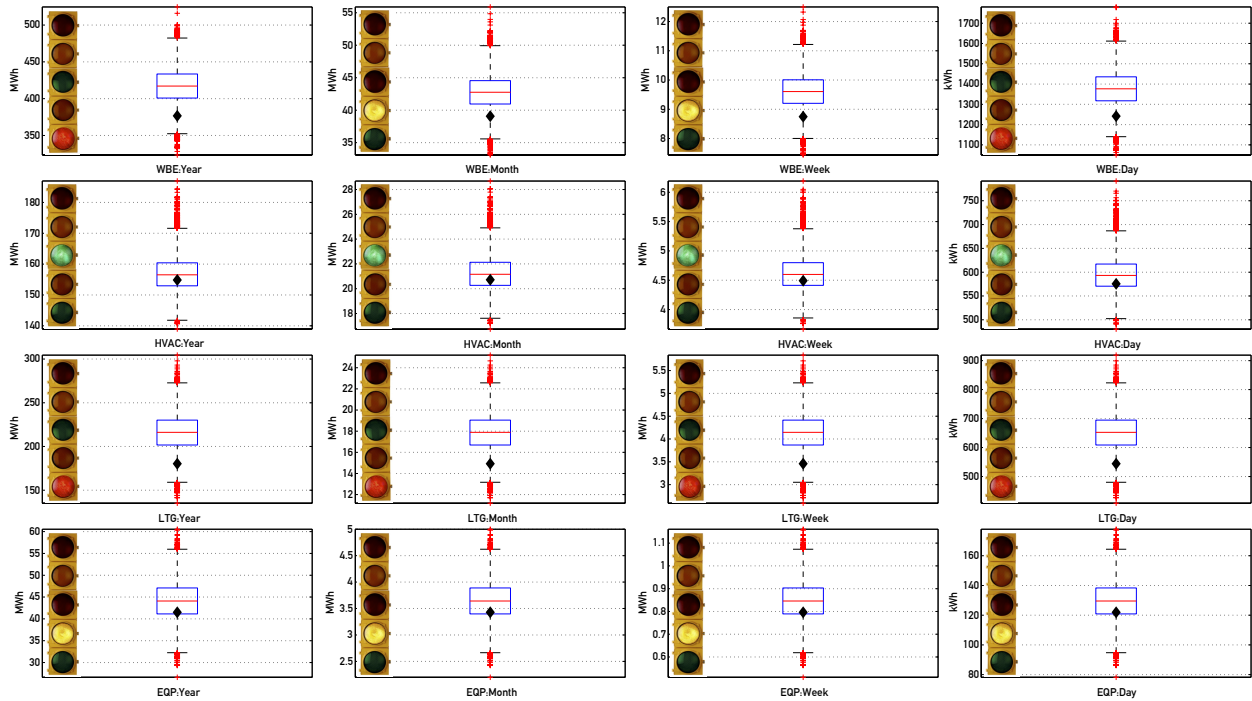 500
450
400
350
MWh
WBE:Year
55
50
45
40
35
MWh
WBE:Month
12
11
10
9
8
MWh
WBE:Week
1700
1600
1500
1400
1300
1200
1100
kWh
WBE:Day
180
170
160
150
140
MWh
HVAC:Year
28
26
24
22
20
18
MWh
HVAC:Month
6
5.5
5
4.5
4
MWh
HVAC:Week
750
700
650
600
550
500
kWh
HVAC:Day
300
250
200
150
MWh
LTG:Year
24
22
20
18
16
14
12
MWh
LTG:Month
5.5
5
4.5
4
3.5
3
MWh
LTG:Week
900
800
700
600
500
kWh
LTG:Day
60
55
50
45
40
35
30
MWh
EQP:Year
5
4.5
4
3.5
3
2.5
MWh
EQP:Month
1.1
1
0.9
0.8
0.7
0.6
MWh
EQP:Week
160
140
120
100
80
kWh
EQP:Day